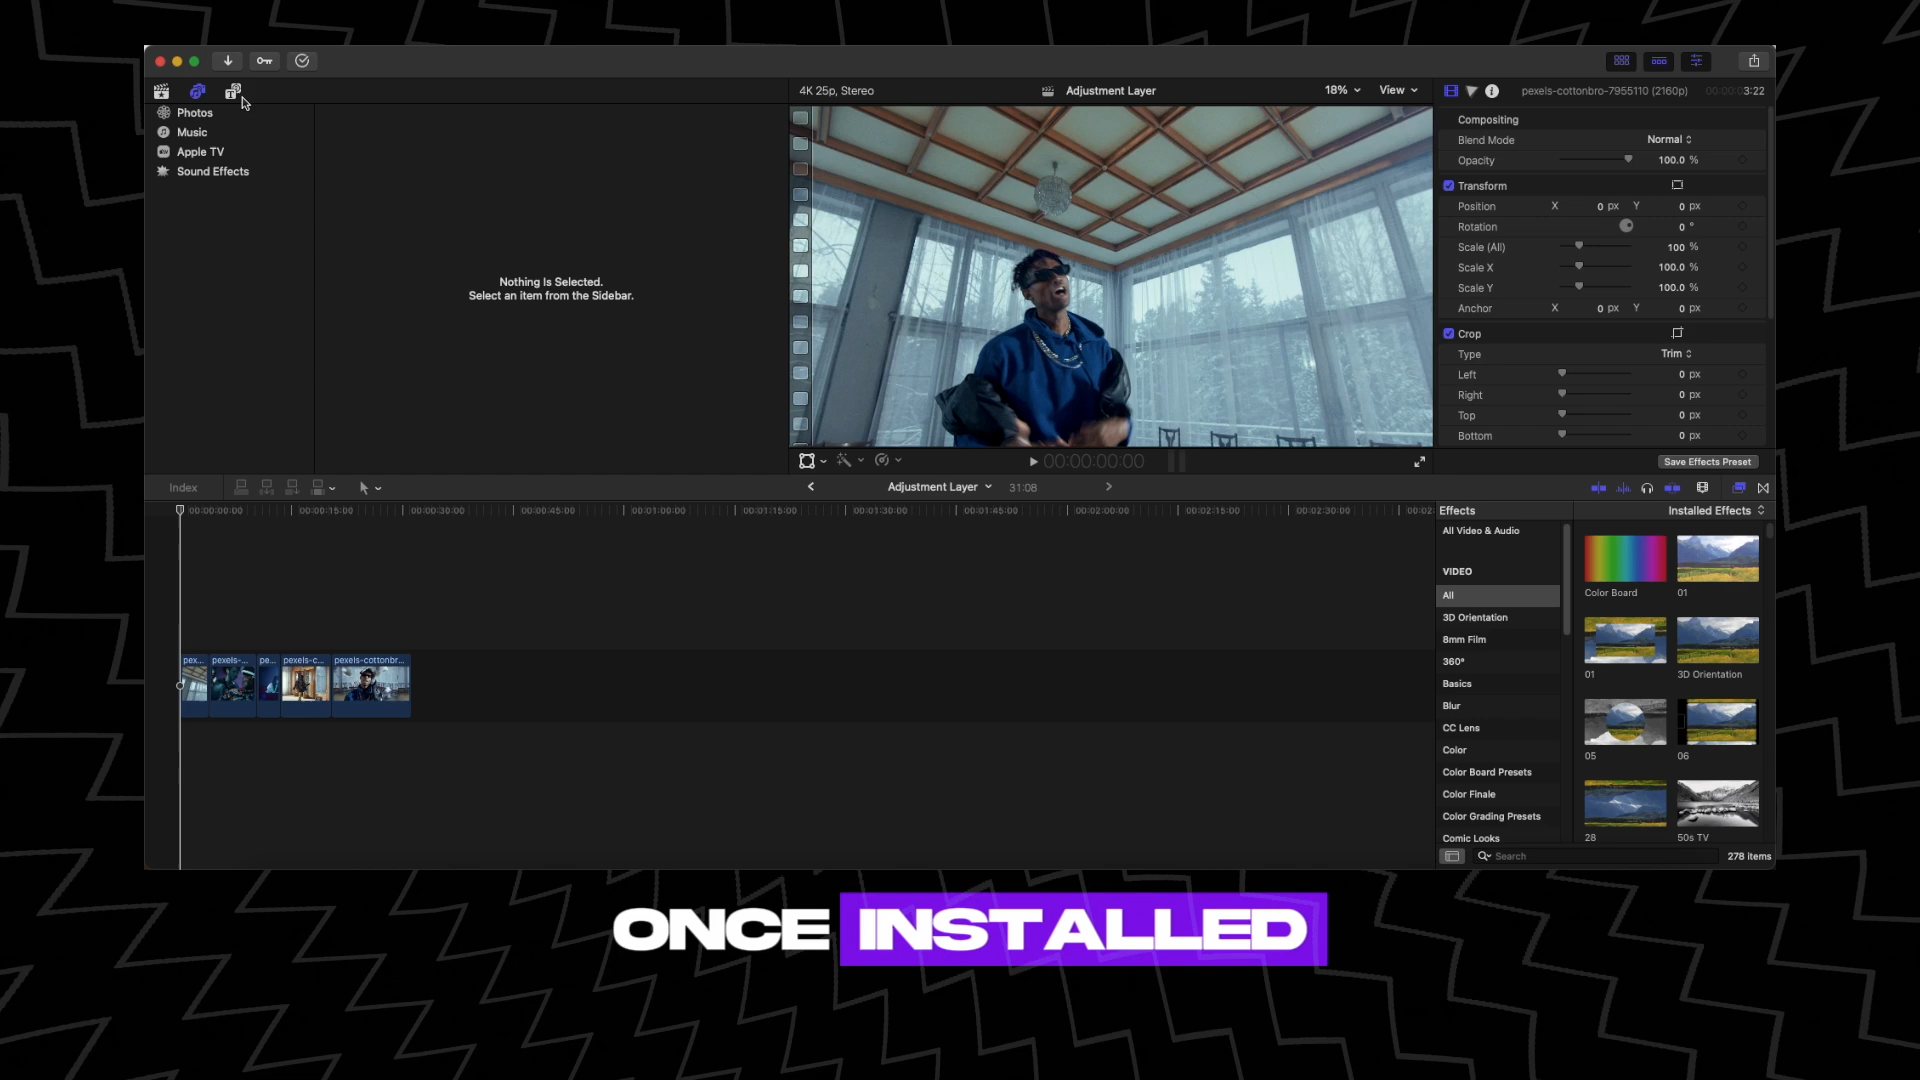 4K 25p, Stereo
Adjustment Layer
18%
View
pexels-cottonbro-7955110 (2160p)
00:00:03:22
Photos
Music
Apple TV
Sound Effects
Nothing Is Selected.
Select an item from the Sidebar.
Compositing
Blend Mode
Normal
Opacity
100.0 %
Transform
Position
X
0 px
Y
0 px
Rotation
0 °
Scale (All)
100 %
Scale X
100.0 %
Scale Y
100.0 %
Anchor
X
0 px
Y
0 px
Crop
Type
Trim
Left
0 px
Right
0 px
Top
0 px
Bottom
0 px
00:00:00:00
Save Effects Preset
Index
Adjustment Layer
31:08
00:00:00:00
00:00:15:00
00:00:30:00
00:00:45:00
00:01:00:00
00:01:15:00
00:01:30:00
00:01:45:00
00:02:00:00
00:02:15:00
00:02:30:00
00:02:
pex...
pexels-...
pe...
pexels-c...
pexels-cottonbr...
Effects
Installed Effects
All Video & Audio
VIDEO
All
3D Orientation
8mm Film
360°
Basics
Blur
CC Lens
Color
Color Board Presets
Color Finale
Color Grading Presets
Comic Looks
Color Board
01
01
3D Orientation
05
06
28
50s TV
Search
278 items
ONCE INSTALLED